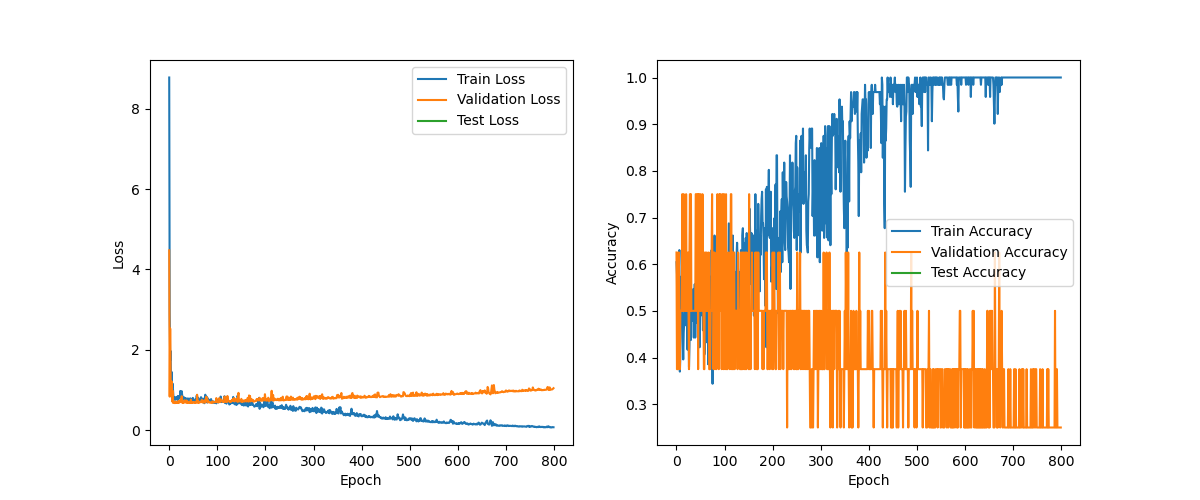 Train Loss
Validation Loss
Test Loss
8
6
4
2
0
Loss
0 100 200 300 400 500 600 700 800
Epoch
1.0
0.9
0.8
0.7
0.6
0.5
0.4
0.3
Accuracy
Train Accuracy
Validation Accuracy
Test Accuracy
0 100 200 300 400 500 600 700 800
Epoch